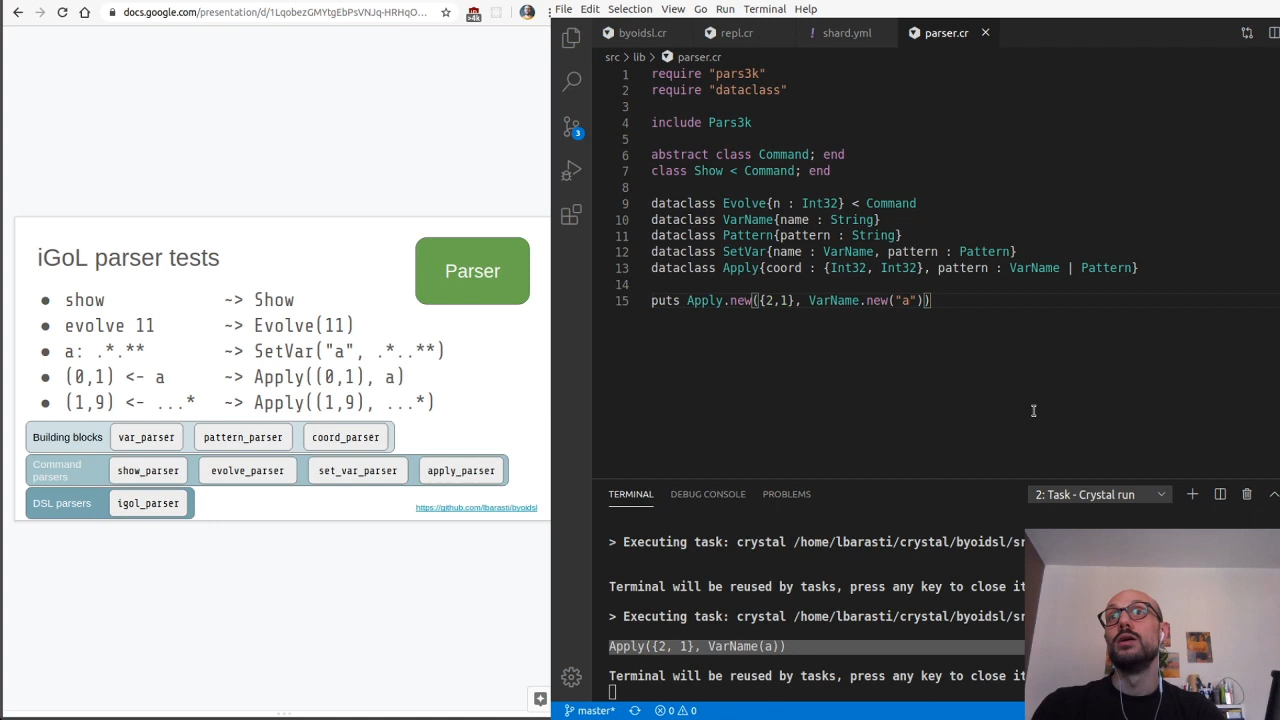 docs.google.com/presentation/d/1LqobezGMYtgEbPsVNJq-HRHqO...
>4k
iGoL parser tests
Parser
• show ~> Show
• evolve 11 ~> Evolve(11)
• a: .*.** ~> SetVar("a", .*..**)
• (0,1) <- a ~> Apply((0,1), a)
• (1,9) <- ...* ~> Apply((1,9), ...*)
Building blocks var_parser pattern_parser coord_parser
Command parsers show_parser evolve_parser set_var_parser apply_parser
DSL parsers igol_parser
https://github.com/lbarasti/byoidsl
File Edit Selection View Go Run Terminal Help
byoidsl.cr repl.cr ! shard.yml parser.cr
src > lib > parser.cr
1 require "pars3k"
2 require "dataclass"
3
4 include Pars3k
5
6 abstract class Command; end
7 class Show < Command; end
8
9 dataclass Evolve{n : Int32} < Command
10 dataclass VarName{name : String}
11 dataclass Pattern{pattern : String}
12 dataclass SetVar{name : VarName, pattern : Pattern}
13 dataclass Apply{coord : {Int32, Int32}, pattern : VarName | Pattern}
14
15 puts Apply.new({2,1}, VarName.new("a"))
3
TERMINAL DEBUG CONSOLE PROBLEMS 2: Task - Crystal run
> Executing task: crystal /home/lbarasti/crystal/byoidsl/sr
Terminal will be reused by tasks, press any key to close it
> Executing task: crystal /home/lbarasti/crystal/byoidsl/sr
Apply({2, 1}, VarName(a))
Terminal will be reused by tasks, press any key to close it
master* 0 0